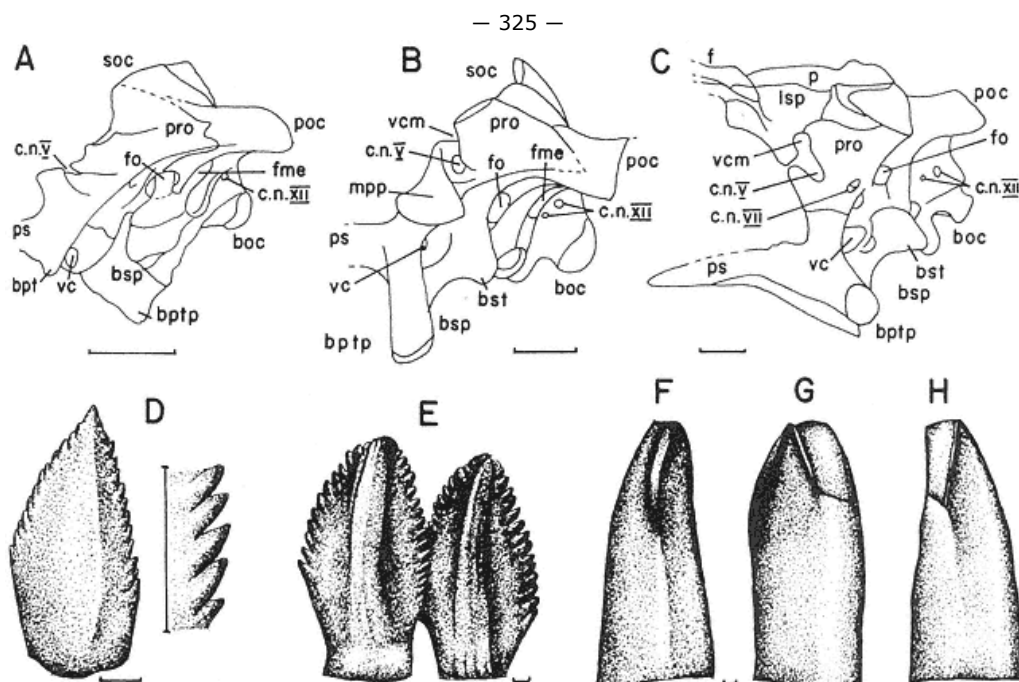 — 325 —
A
soc
pro
poc
c.n.V
fo
fme
c.n.XII
ps
bpt
vc
bsp
boc
bptp
B
soc
vcm
pro
c.n.V
fo
fme
poc
mpp
c.n.XII
ps
vc
bst
boc
bsp
bptp
C
f
p
lsp
poc
vcm
pro
fo
c.n.V
c.n.XII
c.n.VII
boc
ps
vc
bst
bsp
bptp
D
E
F
G
H